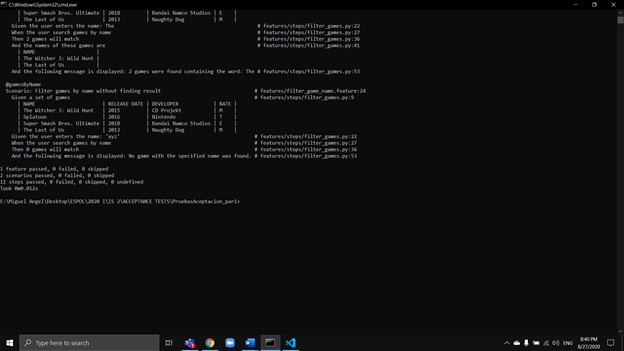 C:\Windows\System32\cmd.exe
| Super Smash Bros. Ultimate | 2018 | Bandai Namco Studios | E |
| The Last of Us | 2013 | Naughty Dog | M |
Given the user enters the name: The # features/steps/filter_games.py:22
When the user search games by name # features/steps/filter_games.py:27
Then 2 games will match # features/steps/filter_games.py:36
And the names of these games are # features/steps/filter_games.py:41
| NAME |
| The Witcher 3: Wild Hunt |
| The Last of Us |
And the following message is displayed: 2 games were found containing the word: The # features/steps/filter_games.py:53
@gamesByName
Scenario: Filter games by name without finding result # features/filter_game_name.feature:24
Given a set of games # features/steps/filter_games.py:9
| NAME | RELEASE DATE | DEVELOPER | RATE |
| The Witcher 3: Wild Hunt | 2015 | CD Projekt | M |
| Splatoon | 2016 | Nintendo | T |
| Super Smash Bros. Ultimate | 2018 | Bandai Namco Studios | E |
| The Last of Us | 2013 | Naughty Dog | M |
Given the user enters the name: 'xyz' # features/steps/filter_games.py:22
When the user search games by name # features/steps/filter_games.py:27
Then 0 games will match # features/steps/filter_games.py:36
And the following message is displayed: No game with the specified name was found. # features/steps/filter_games.py:53
1 feature passed, 0 failed, 0 skipped
2 scenarios passed, 0 failed, 0 skipped
11 steps passed, 0 failed, 0 skipped, 0 undefined
Took 0m0.012s
E:\Miguel Angel\Desktop\ESPOL\2020 I\IS 2\ACCEPTANCE TESTS\PruebasAceptacion_par1>
Type here to search
ENG
8:40 PM
8/27/2020